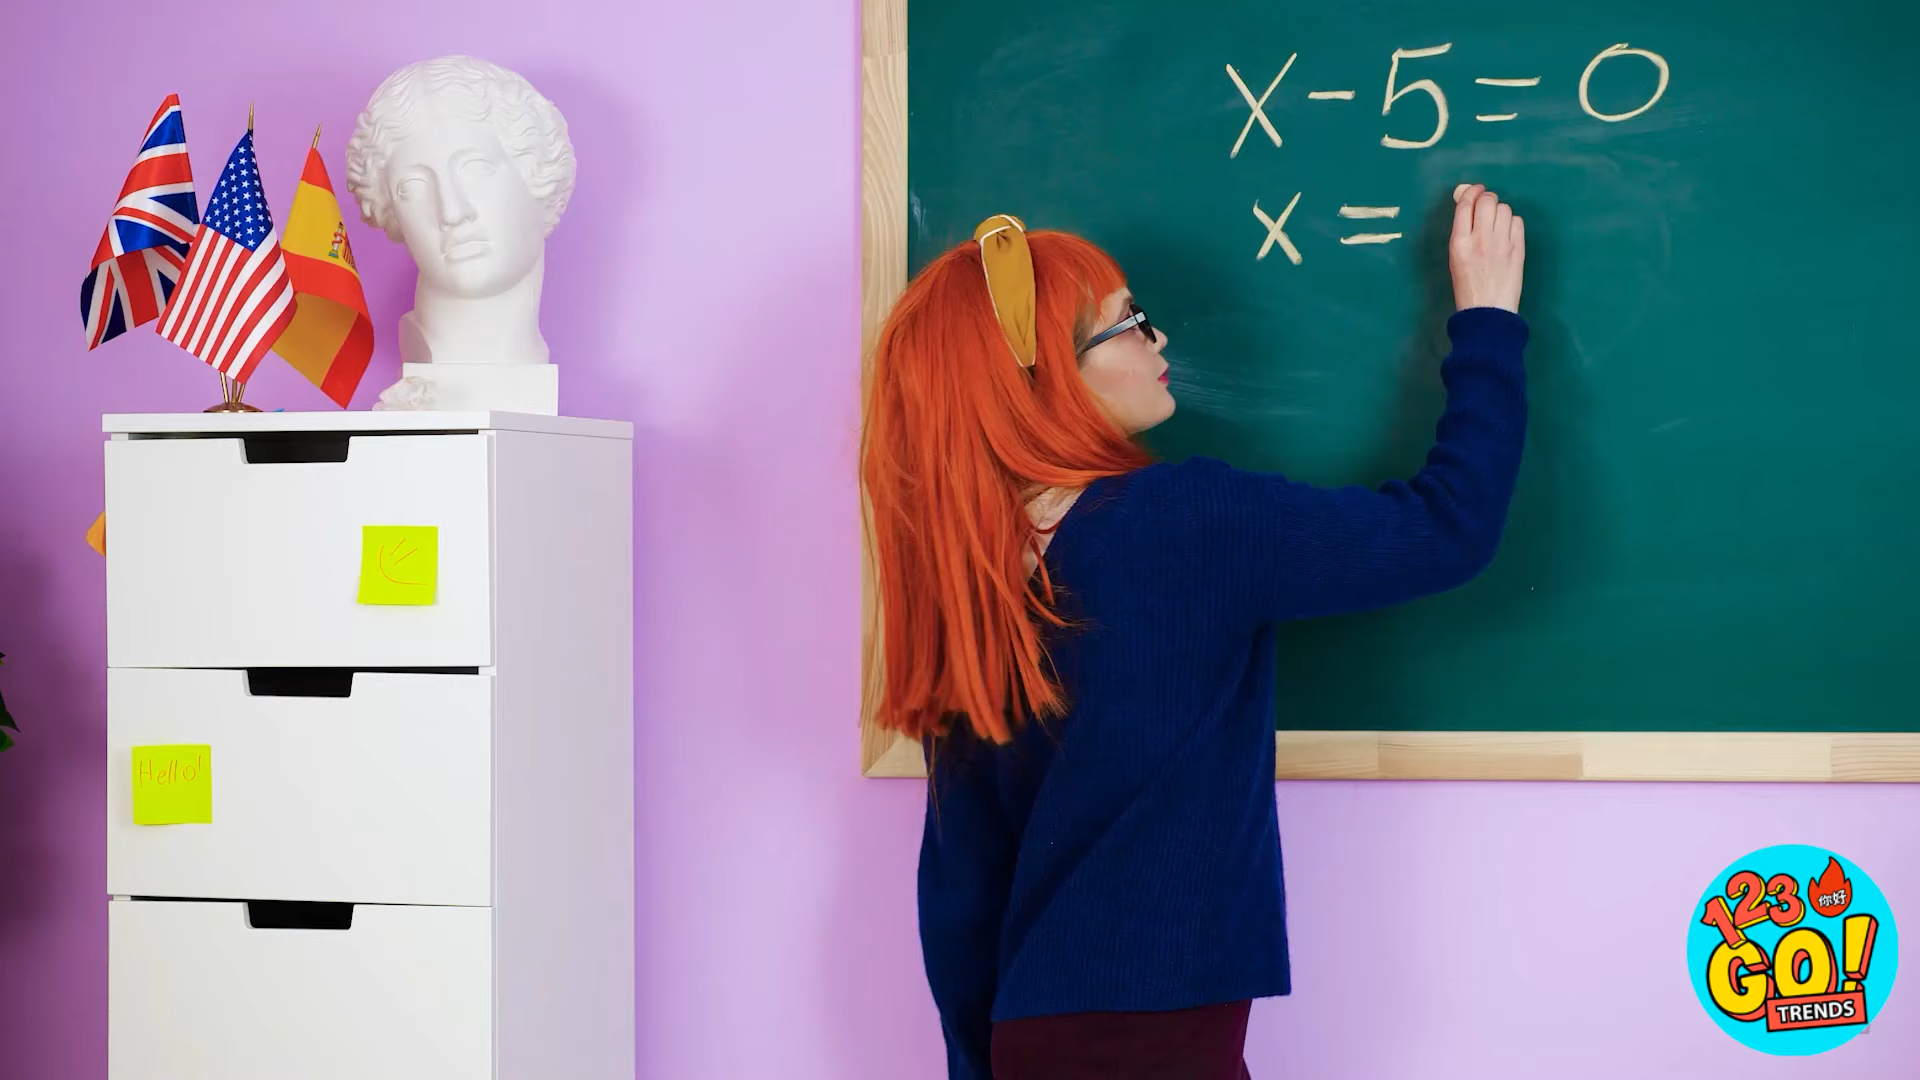 x - 5 = 0
x =
Hello!
123
你好
GO!
TRENDS